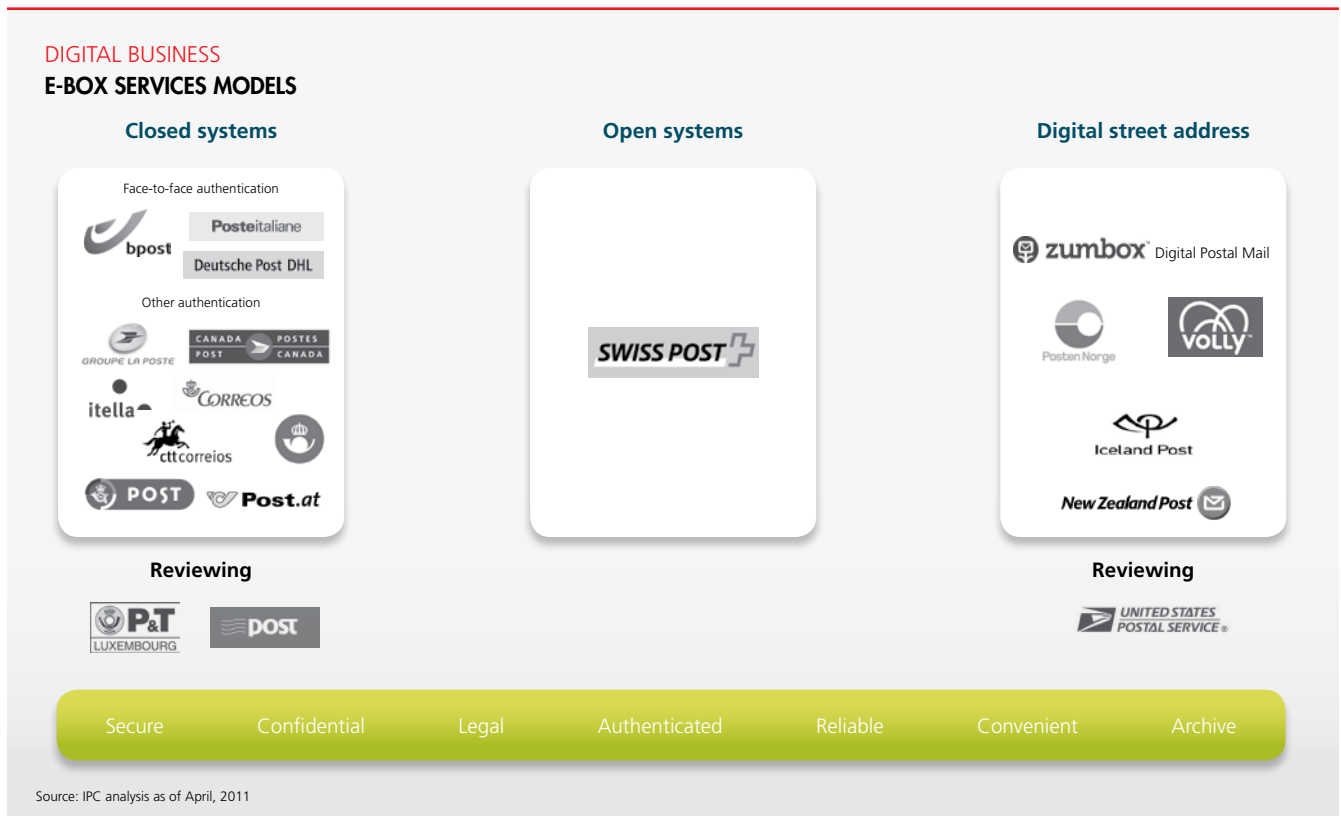 DIGITAL BUSINESS
E-BOX SERVICES MODELS
Closed systems
Face-to-face authentication
bpost
Posteitaliane
Deutsche Post DHL
Other authentication
GROUPE LA POSTE
CANADA POSTES
POST CANADA
itella
CORREOS
cttcorreios
POST
Post.at
Reviewing
P&T
LUXEMBOURG
post
Open systems
SWISS POST
Digital street address
zumbox™ Digital Postal Mail
Posten Norge
VOLLY™
Iceland Post
New Zealand Post
Reviewing
UNITED STATES
POSTAL SERVICE®
Secure Confidential Legal Authenticated Reliable Convenient Archive
Source: IPC analysis as of April, 2011